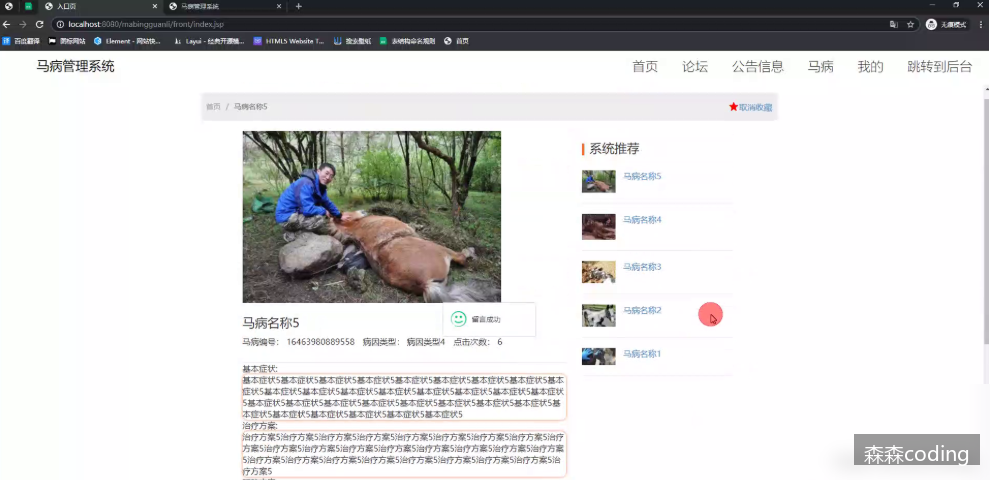 入口页
马病管理系统
localhost:8080/mabingguanli/front/index.jsp
无痕模式
百度翻译 图标网站 Element - 网站快... Layui - 经典开源模... HTML5 Website T... 搜索壁纸 表结构命名规则 首页
马病管理系统
首页 论坛 公告信息 马病 我的 跳转到后台
首页 / 马病名称5
取消收藏
系统推荐
马病名称5
马病名称4
马病名称3
马病名称2
马病名称1
留言成功
马病名称5
马病编号: 16463980889558 病因类型: 病因类型4 点击次数: 6
基本症状:
基本症状5基本症状5基本症状5基本症状5基本症状5基本症状5基本症状5基本症状5基本
症状5基本症状5基本症状5基本症状5基本症状5基本症状5基本症状5基本症状5基本症状
5基本症状5基本症状5基本症状5基本症状5基本症状5基本症状5基本症状5基本症状5基
本症状5基本症状5基本症状5基本症状5基本症状5基本症状5
治疗方案:
治疗方案5治疗方案5治疗方案5治疗方案5治疗方案5治疗方案5治疗方案5治疗方案5治疗
方案5治疗方案5治疗方案5治疗方案5治疗方案5治疗方案5治疗方案5治疗方案5治疗方案
5治疗方案5治疗方案5治疗方案5治疗方案5治疗方案5治疗方案5治疗方案5治疗方案5治
疗方案5
森森coding